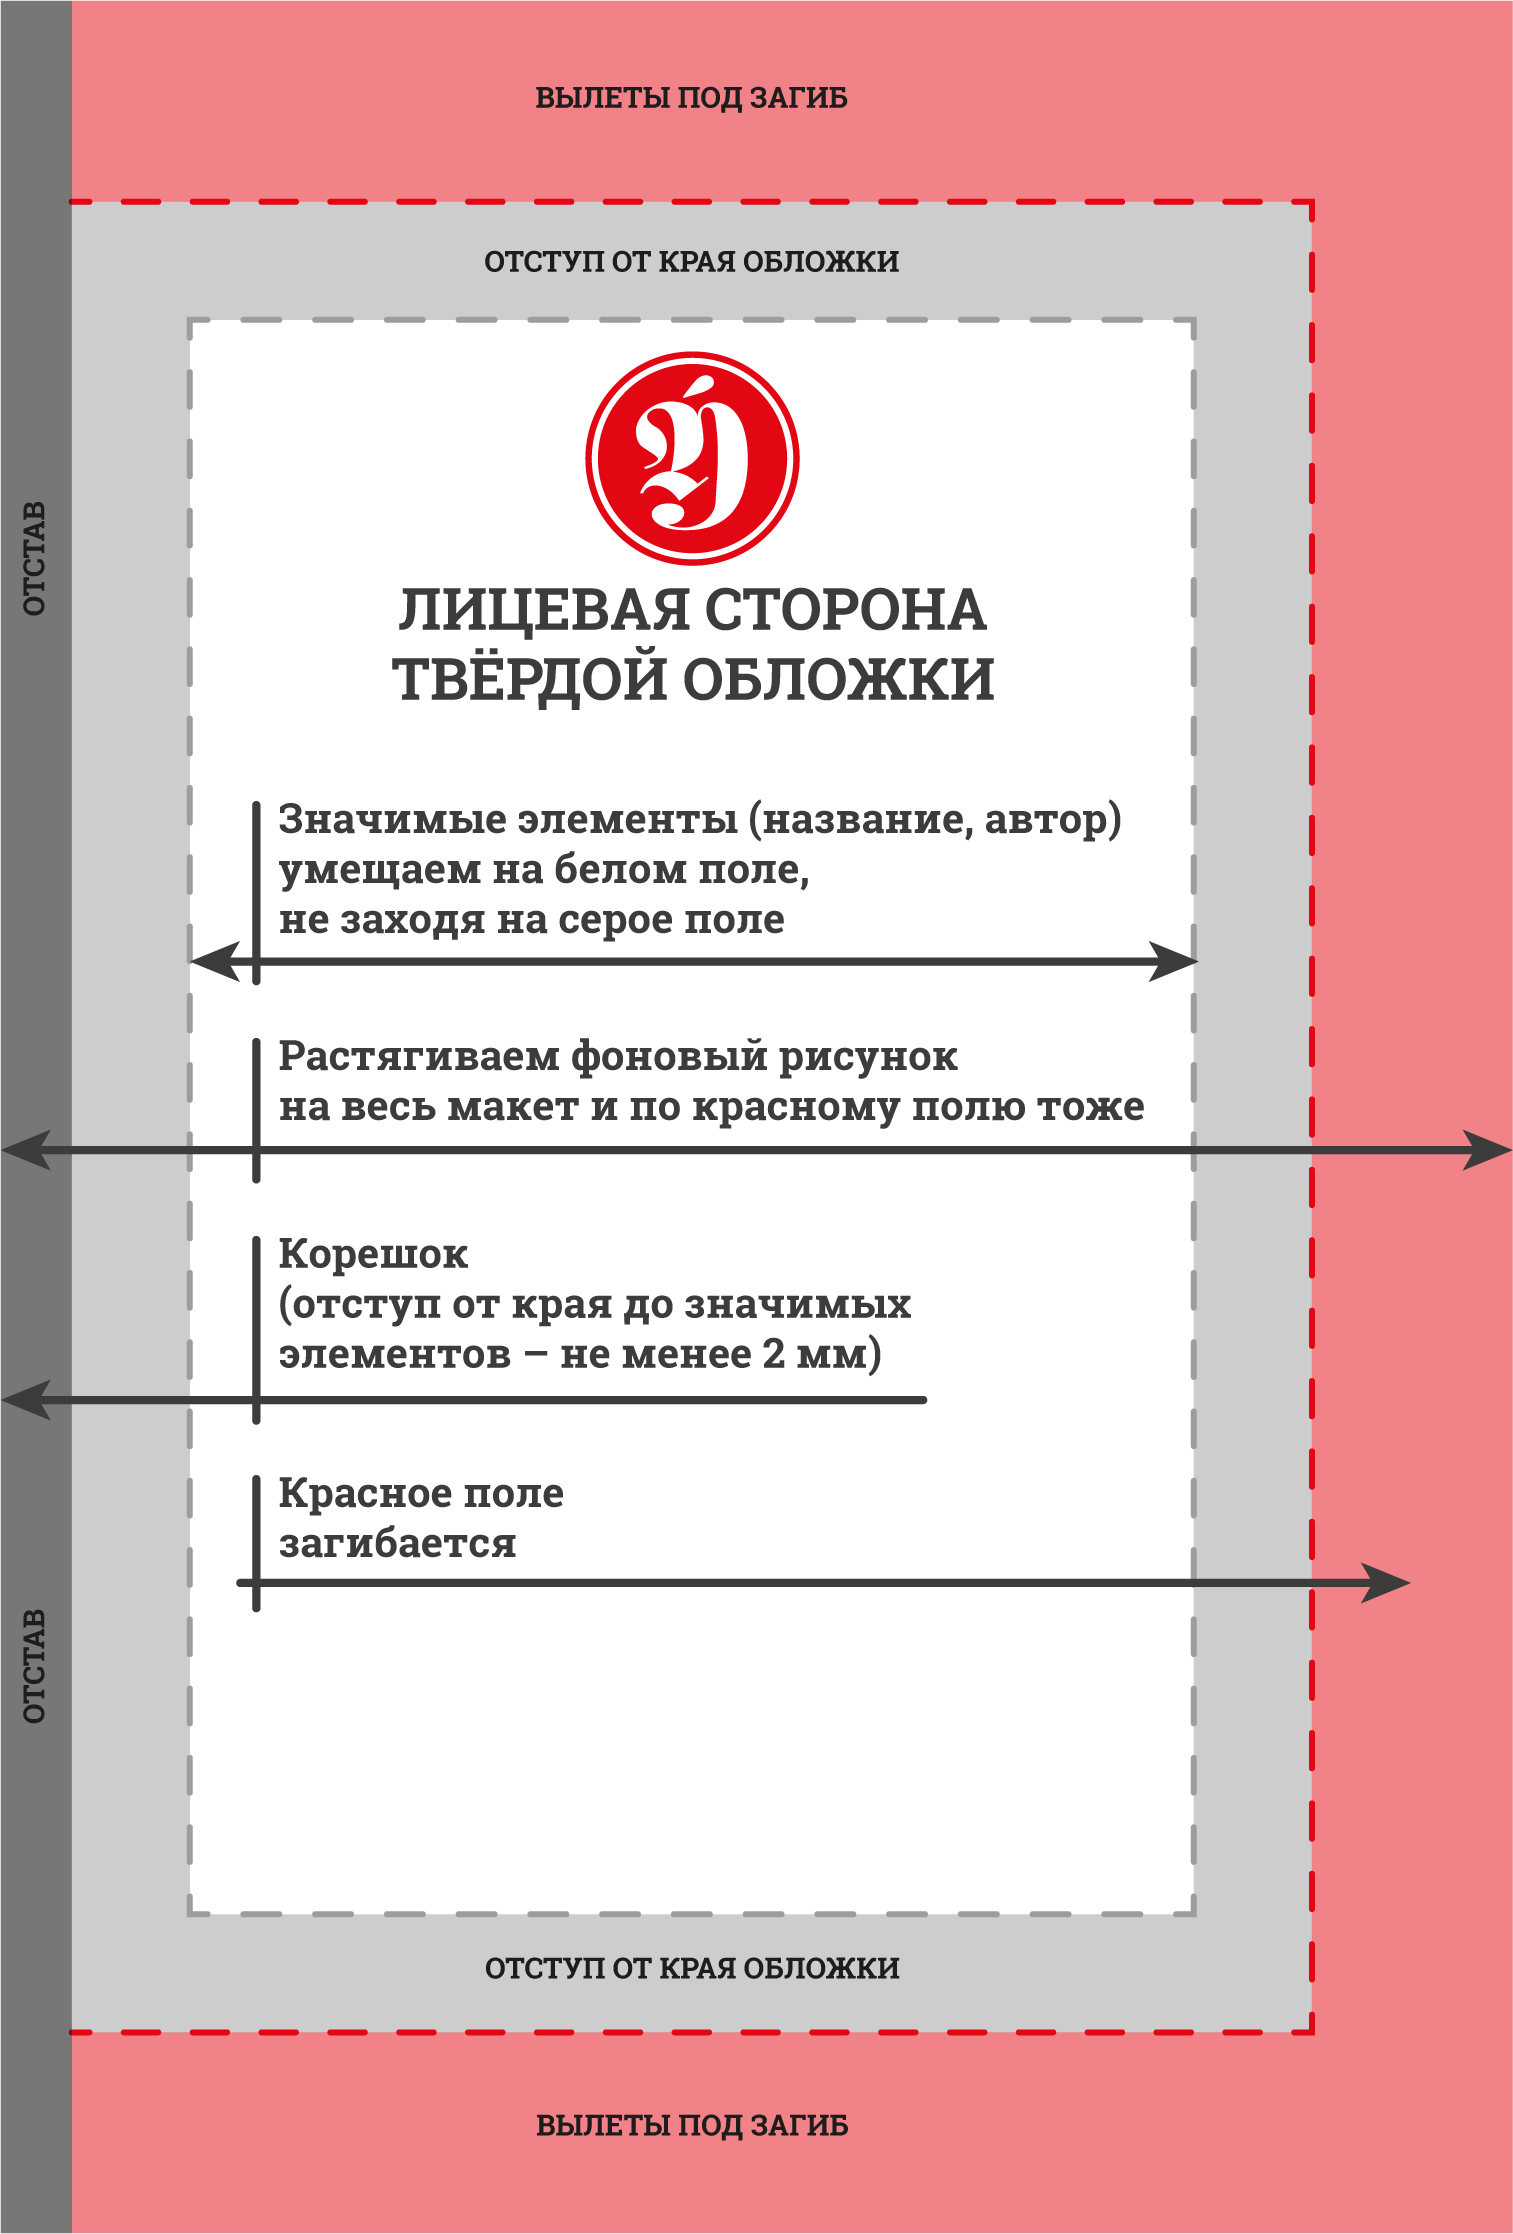 ВЫЛЕТЫ ПОД ЗАГИБ
ОТСТУП ОТ КРАЯ ОБЛОЖКИ
ЛИЦЕВАЯ СТОРОНА
ТВЁРДОЙ ОБЛОЖКИ
ОТСТАВ
Значимые элементы (название, автор)
умещаем на белом поле,
не заходя на серое поле
Растягиваем фоновый рисунок
на весь макет и по красному полю тоже
Корешок
(отступ от края до значимых
элементов – не менее 2 мм)
Красное поле
загибается
ОТСТАВ
ОТСТУП ОТ КРАЯ ОБЛОЖКИ
ВЫЛЕТЫ ПОД ЗАГИБ